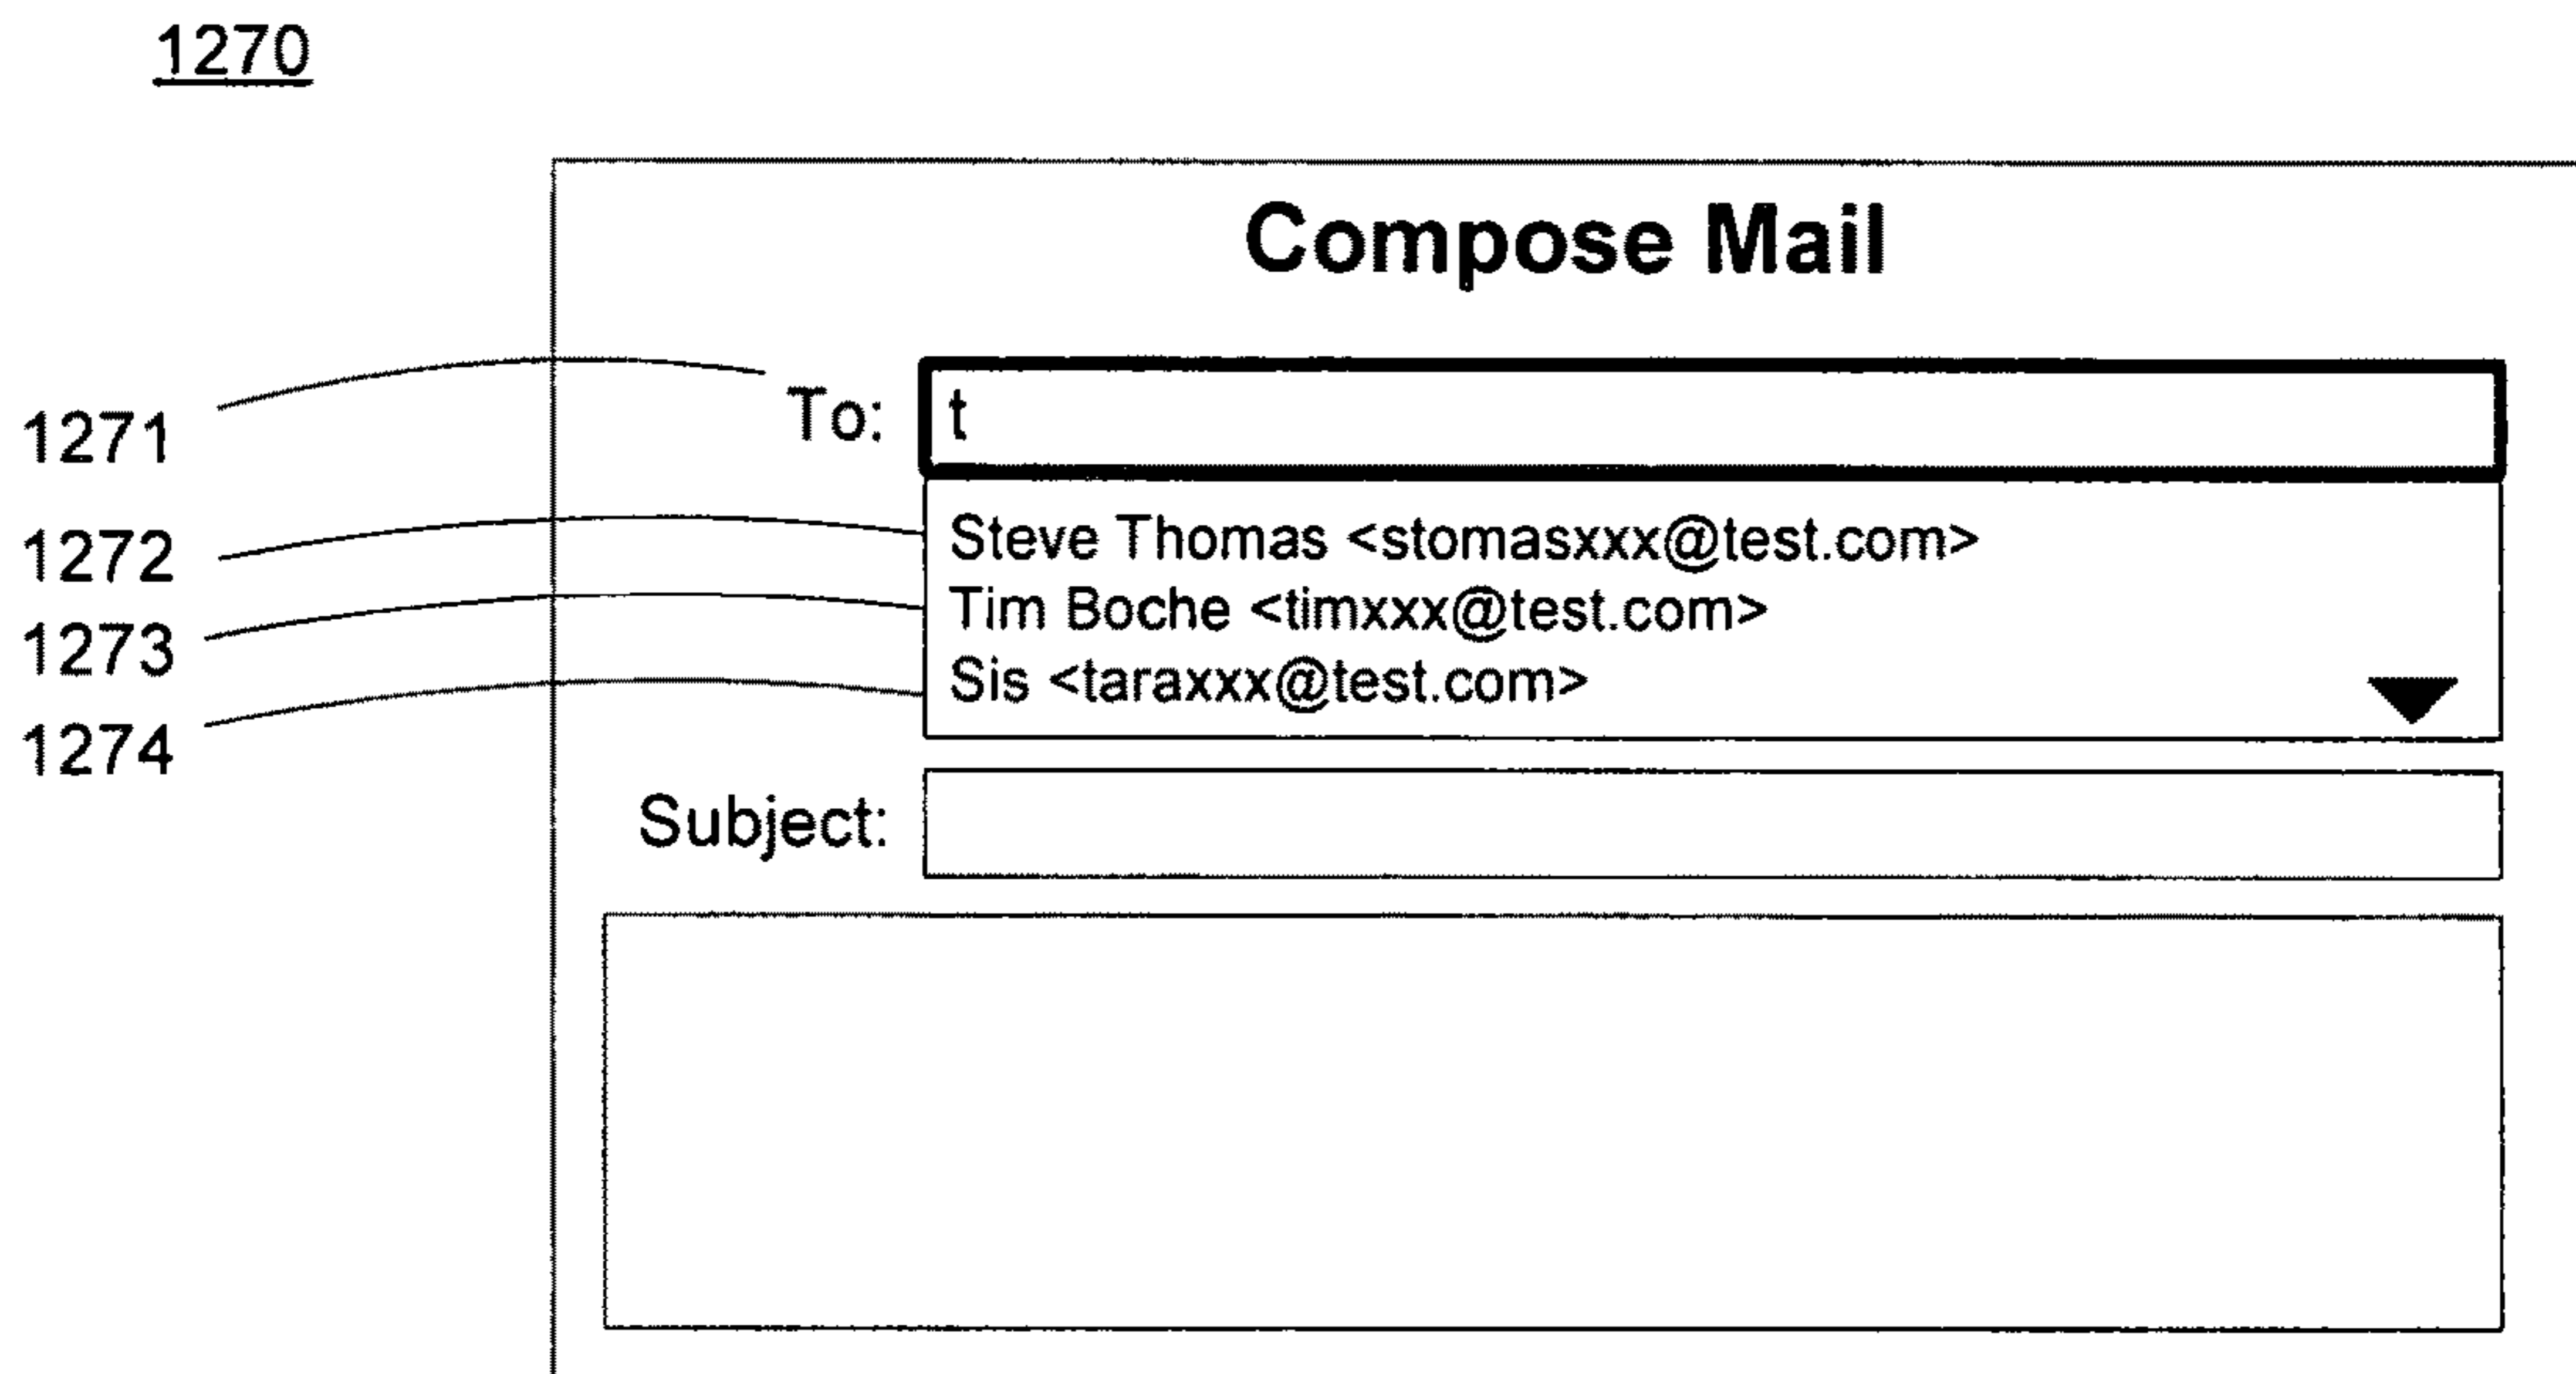 1270
Compose Mail
1271
To: t
1272
Steve Thomas <stomasxxx@test.com>
1273
Tim Boche <timxxx@test.com>
1274
Sis <taraxxx@test.com>
Subject: